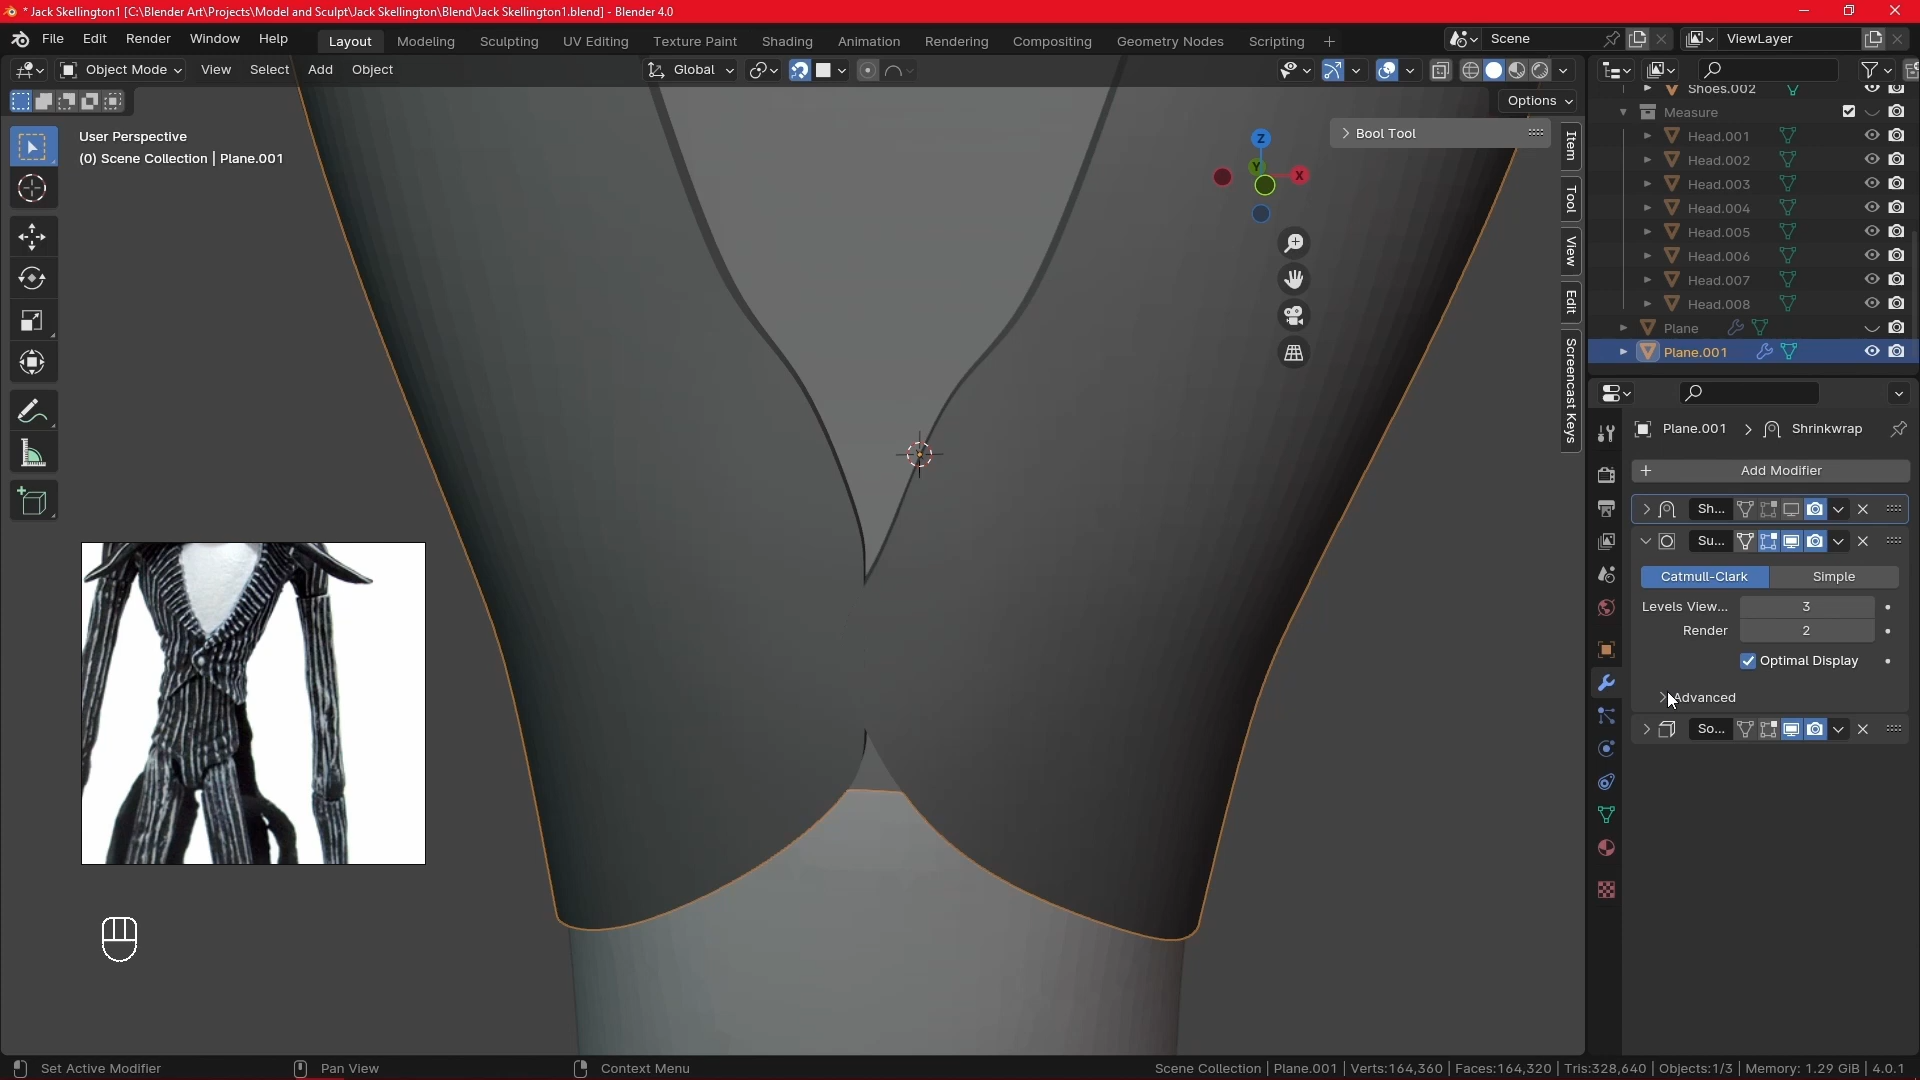 * Jack Skellington1 [C:\Blender Art\Projects\Model and Sculpt\Jack Skellington\Blend\Jack Skellington1.blend] - Blender 4.0
File Edit Render Window Help Layout Modeling Sculpting UV Editing Texture Paint Shading Animation Rendering Compositing Geometry Nodes Scripting + Scene ViewLayer
Object Mode View Select Add Object Global
Options
User Perspective
(0) Scene Collection | Plane.001
Bool Tool
Z
Y
X
Item
Tool
View
Edit
Screencast Keys
Shoes.002
Measure
Head.001
Head.002
Head.003
Head.004
Head.005
Head.006
Head.007
Head.008
Plane
Plane.001
Plane.001 > Shrinkwrap
+ Add Modifier
Sh...
Su...
Catmull-Clark Simple
Levels View... 3
Render 2
Optimal Display
Advanced
So...
Set Active Modifier Pan View Context Menu Scene Collection | Plane.001 | Verts:164,360 | Faces:164,320 | Tris:328,640 | Objects:1/3 | Memory: 1.29 GiB | 4.0.1